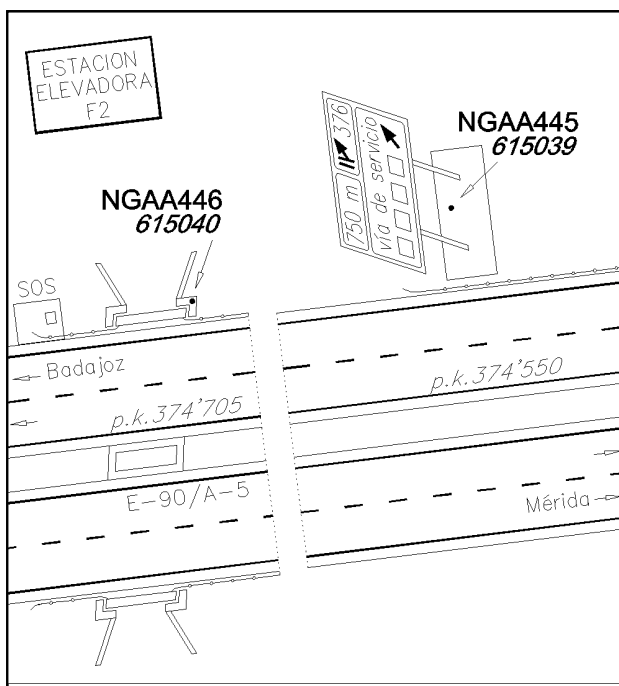 ESTACION
ELEVADORA
F2
NGAA445
615039
750 m 376
vía de servicio
NGAA446
615040
SOS
Badajoz
p.k.374'550
p.k.374'705
E-90/A-5
Mérida